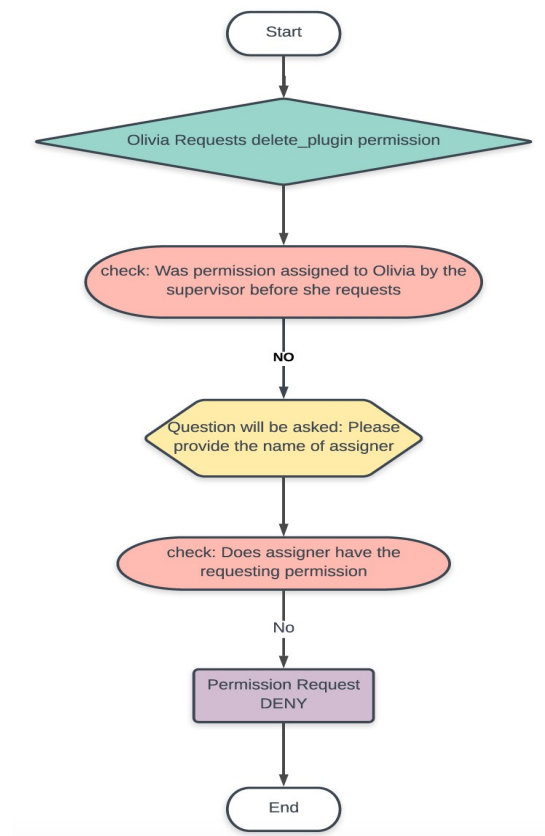 Start
Olivia Requests delete_plugin permission
check: Was permission assigned to Olivia by the
supervisor before she requests
NO
Question will be asked: Please
provide the name of assigner
check: Does assigner have the
requesting permission
No
Permission Request
DENY
End